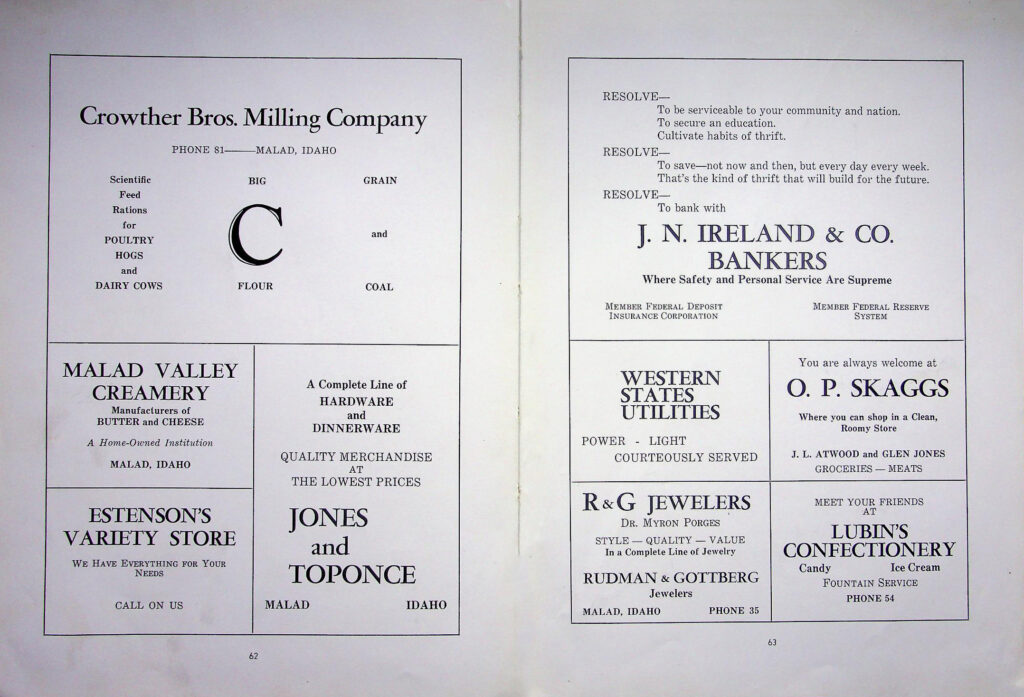 Crowther Bros. Milling Company
PHONE 81——MALAD, IDAHO
Scientific
Feed
Rations
for
POULTRY
HOGS
and
DAIRY COWS
BIG
C
FLOUR
GRAIN
and
COAL
MALAD VALLEY
CREAMERY
Manufacturers of
BUTTER and CHEESE
A Home-Owned Institution
MALAD, IDAHO
ESTENSON'S
VARIETY STORE
WE HAVE EVERYTHING FOR YOUR
NEEDS
CALL ON US
A Complete Line of
HARDWARE
and
DINNERWARE
QUALITY MERCHANDISE
AT
THE LOWEST PRICES
JONES
and
TOPONCE
MALAD IDAHO
62
RESOLVE—
To be serviceable to your community and nation.
To secure an education.
Cultivate habits of thrift.
RESOLVE—
To save—not now and then, but every day every week.
That's the kind of thrift that will build for the future.
RESOLVE—
To bank with
J. N. IRELAND & CO.
BANKERS
Where Safety and Personal Service Are Supreme
MEMBER FEDERAL DEPOSIT
INSURANCE CORPORATION
MEMBER FEDERAL RESERVE
SYSTEM
WESTERN
STATES
UTILITIES
POWER - LIGHT
COURTEOUSLY SERVED
You are always welcome at
O. P. SKAGGS
Where you can shop in a Clean,
Roomy Store
J. L. ATWOOD and GLEN JONES
GROCERIES — MEATS
R & G JEWELERS
DR. MYRON PORGES
STYLE — QUALITY — VALUE
In a Complete Line of Jewelry
RUDMAN & GOTTBERG
Jewelers
MALAD, IDAHO PHONE 35
MEET YOUR FRIENDS
AT
LUBIN'S
CONFECTIONERY
Candy Ice Cream
FOUNTAIN SERVICE
PHONE 54
63